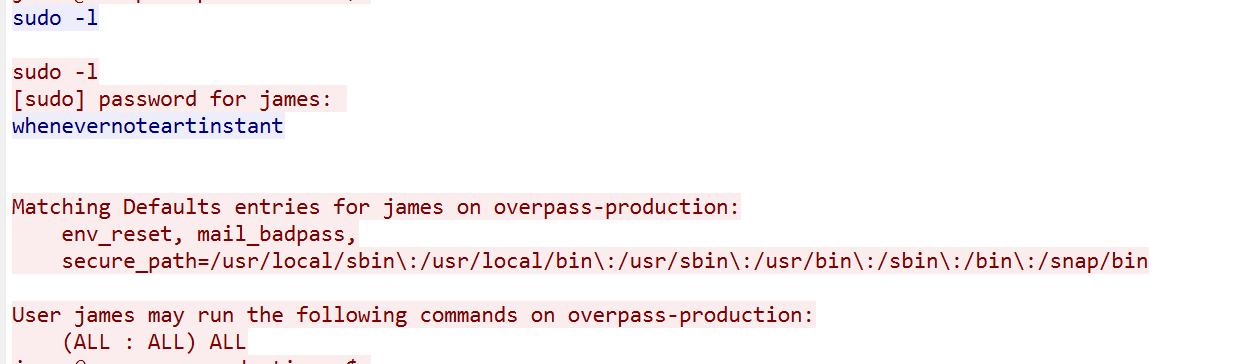 sudo -l
sudo -l
[sudo] password for james:
whenevernoteartinstant
Matching Defaults entries for james on overpass-production:
env_reset, mail_badpass,
secure_path=/usr/local/sbin\:/usr/local/bin\:/usr/sbin\:/usr/bin\:/sbin\:/bin\:/snap/bin
User james may run the following commands on overpass-production:
(ALL : ALL) ALL